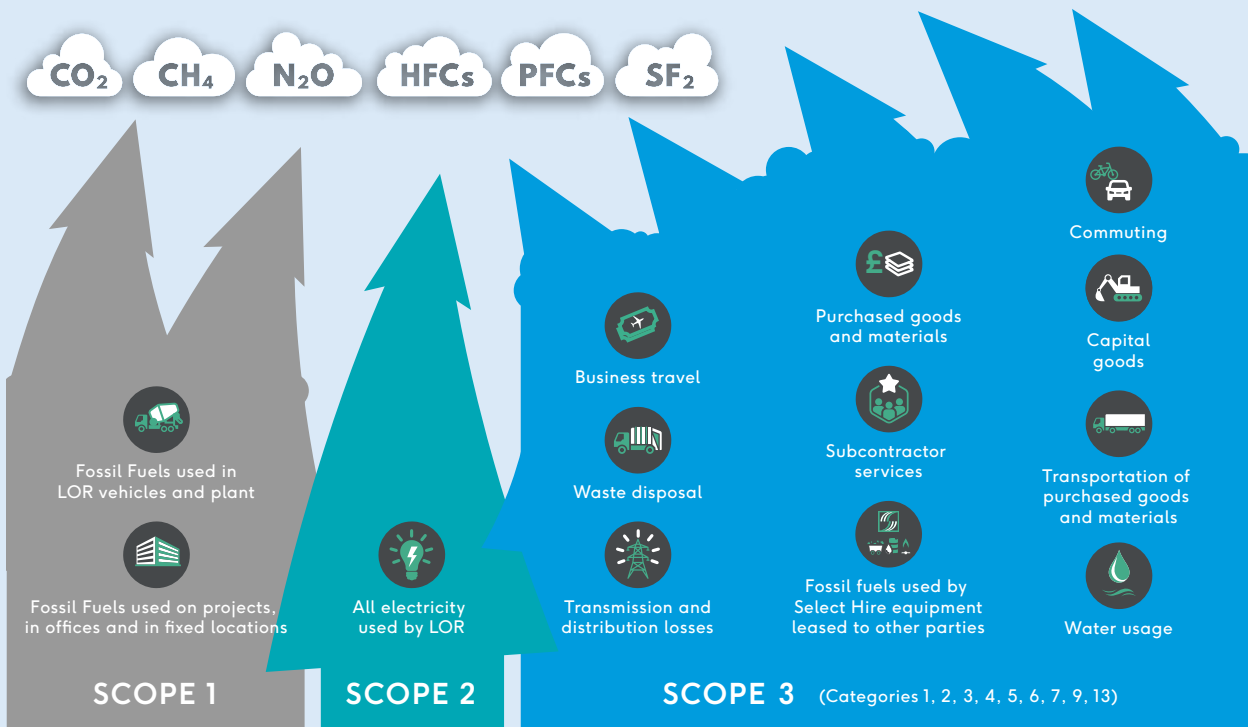 CO₂ CH₄ N₂O HFCs PFCs SF₂
Fossil Fuels used in
LOR vehicles and plant
Fossil Fuels used on projects,
in offices and in fixed locations
SCOPE 1
All electricity
used by LOR
SCOPE 2
Business travel
Waste disposal
Transmission and
distribution losses
£
Purchased goods
and materials
Subcontractor
services
Fossil fuels used by
Select Hire equipment
leased to other parties
Commuting
Capital
goods
Transportation of
purchased goods
and materials
Water usage
SCOPE 3 (Categories 1, 2, 3, 4, 5, 6, 7, 9, 13)